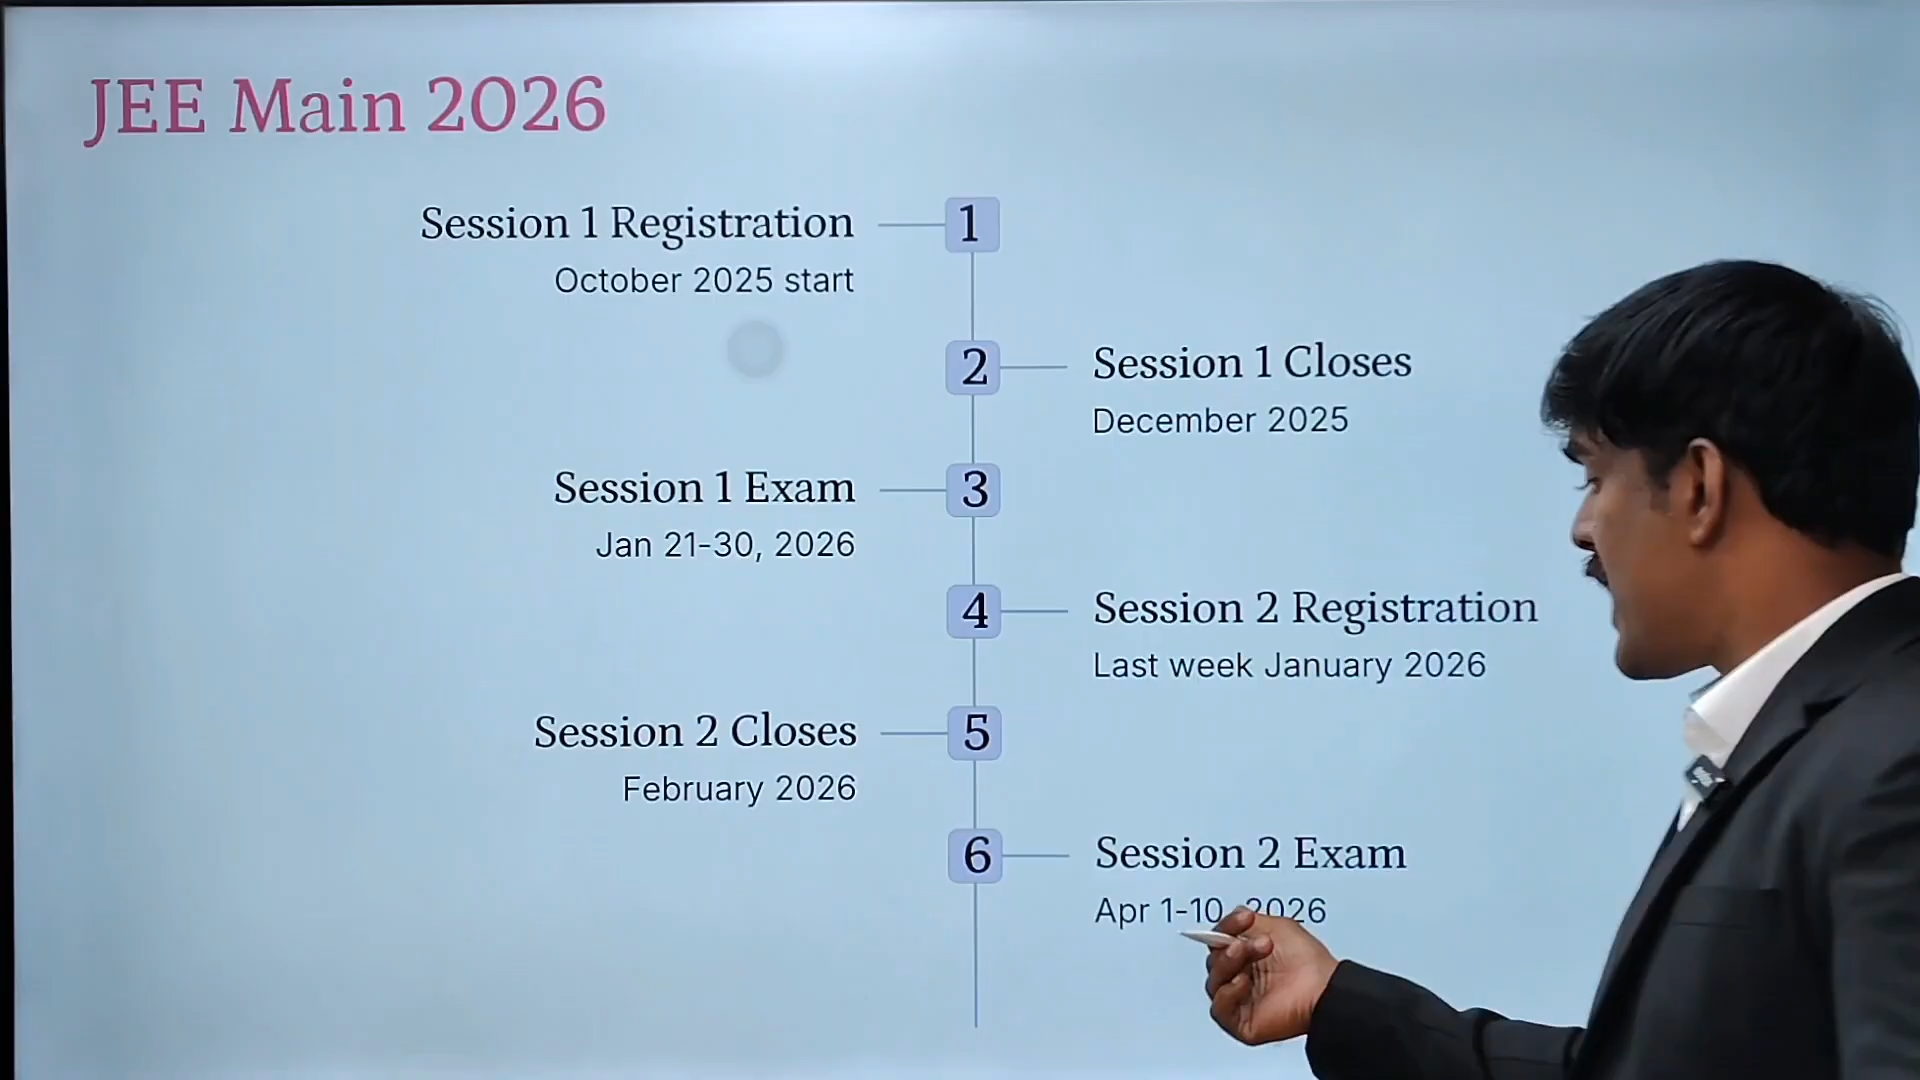 JEE Main 2026
1
Session 1 Registration
October 2025 start
2
Session 1 Closes
December 2025
3
Session 1 Exam
Jan 21-30, 2026
4
Session 2 Registration
Last week January 2026
5
Session 2 Closes
February 2026
6
Session 2 Exam
Apr 1-10, 2026